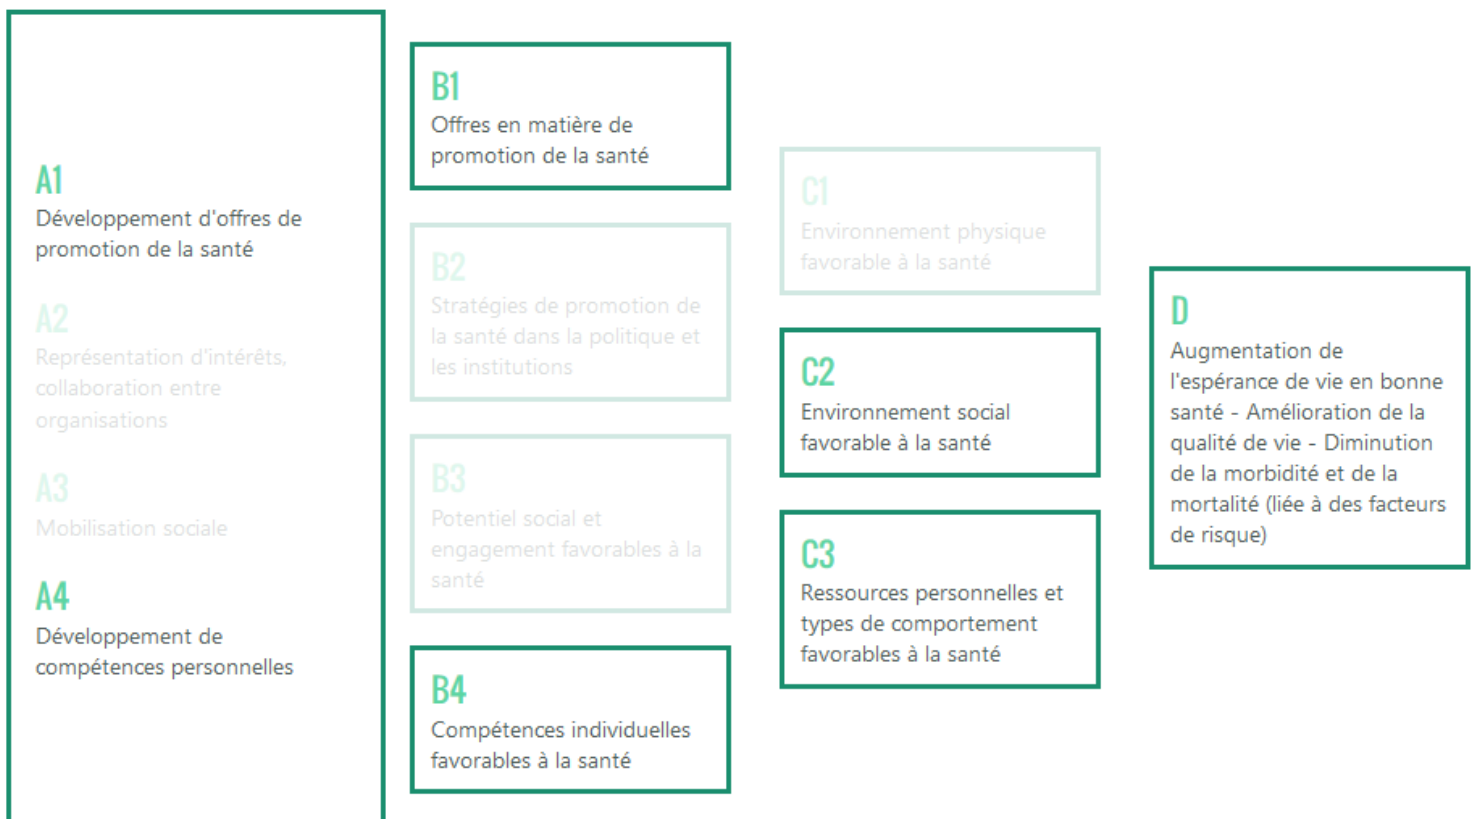 A1
Développement d'offres de
promotion de la santé
A2
Représentation d'intérêts,
collaboration entre
organisations
A3
Mobilisation sociale
A4
Développement de
compétences personnelles
B1
Offres en matière de
promotion de la santé
B2
Stratégies de promotion de
la santé dans la politique et
les institutions
B3
Potentiel social et
engagement favorables à la
santé
B4
Compétences individuelles
favorables à la santé
C1
Environnement physique
favorable à la santé
C2
Environnement social
favorable à la santé
C3
Ressources personnelles et
types de comportement
favorables à la santé
D
Augmentation de
l'espérance de vie en bonne
santé - Amélioration de la
qualité de vie - Diminution
de la morbidité et de la
mortalité (liée à des facteurs
de risque)